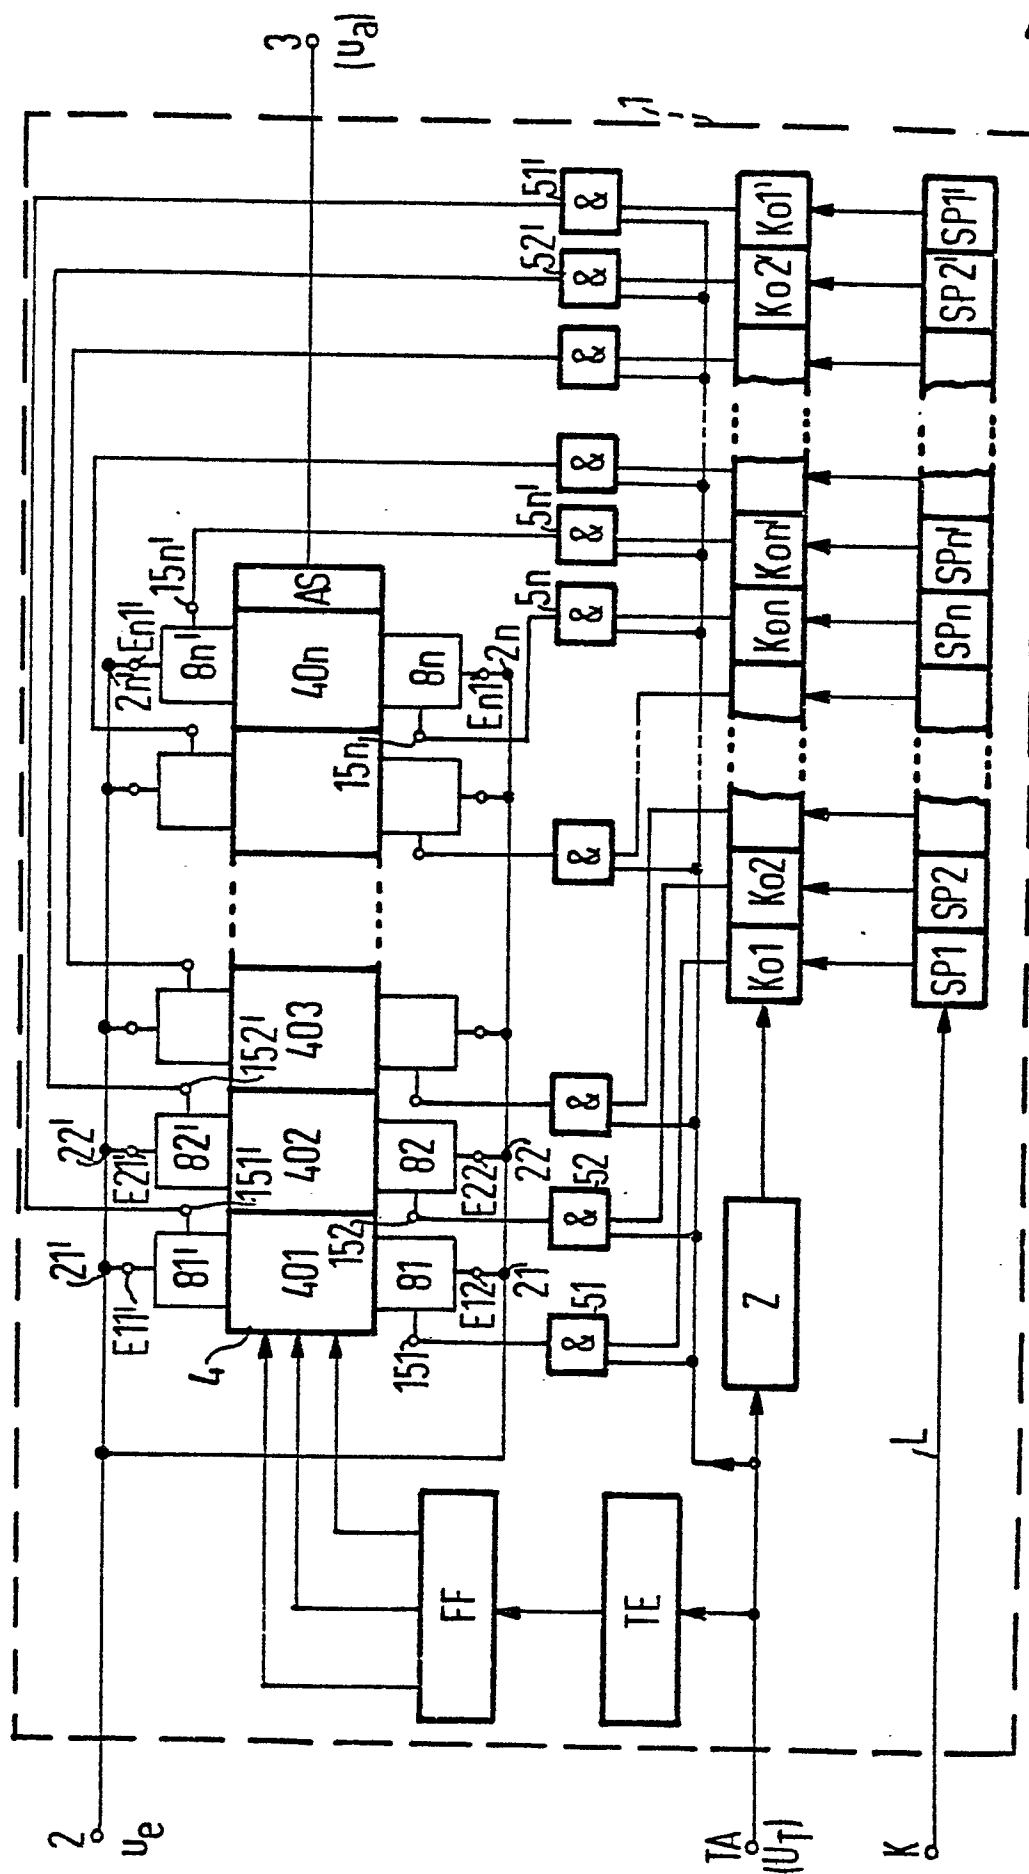 2
u_e
3
(u_a)
1
21'
22'
2n'
E11'
E21'
En1'
81'
82'
8n'
151'
152'
15n'
4
401
402
403
40n
AS
151
152
15n
81
82
8n
E12
E22
En1
21
22
2n
51
52
5n
5n'
52'
51'
&
&
&
&
&
&
&
&
&
&
FF
TE
Z
TA
(U_T)
Ko1
Ko2
Kon
Kon'
Ko2'
Ko1'
K
L
SP1
SP2
SPn
SPn'
SP2'
SP1'